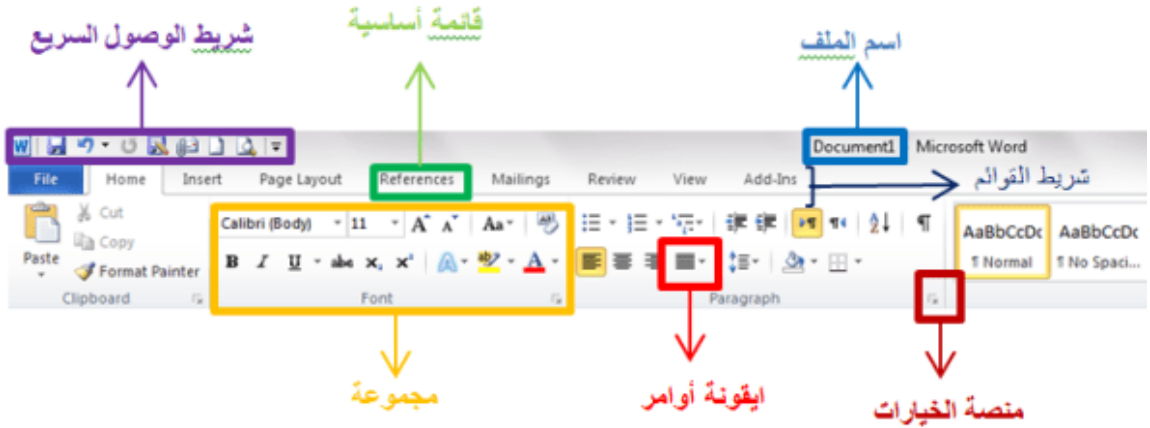 قائمة أساسية
شريط الوصول السريع
اسم الملف
Document1 Microsoft Word
File Home Insert Page Layout References Mailings Review View Add-Ins
شريط القوائم
Cut
Copy
Paste
Format Painter
Clipboard
Calibri (Body) 11 A A Aa
B I U abc x₂ x² A ab A
Font
Paragraph
AaBbCcDc AaBbCcDc
¶ Normal ¶ No Spaci...
مجموعة
ايقونة أوامر
منصة الخيارات